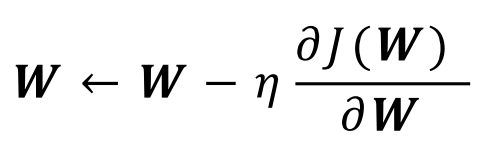 𝑾 ← 𝑾 − 𝜂 ∂𝐽(𝑾) / ∂𝑾